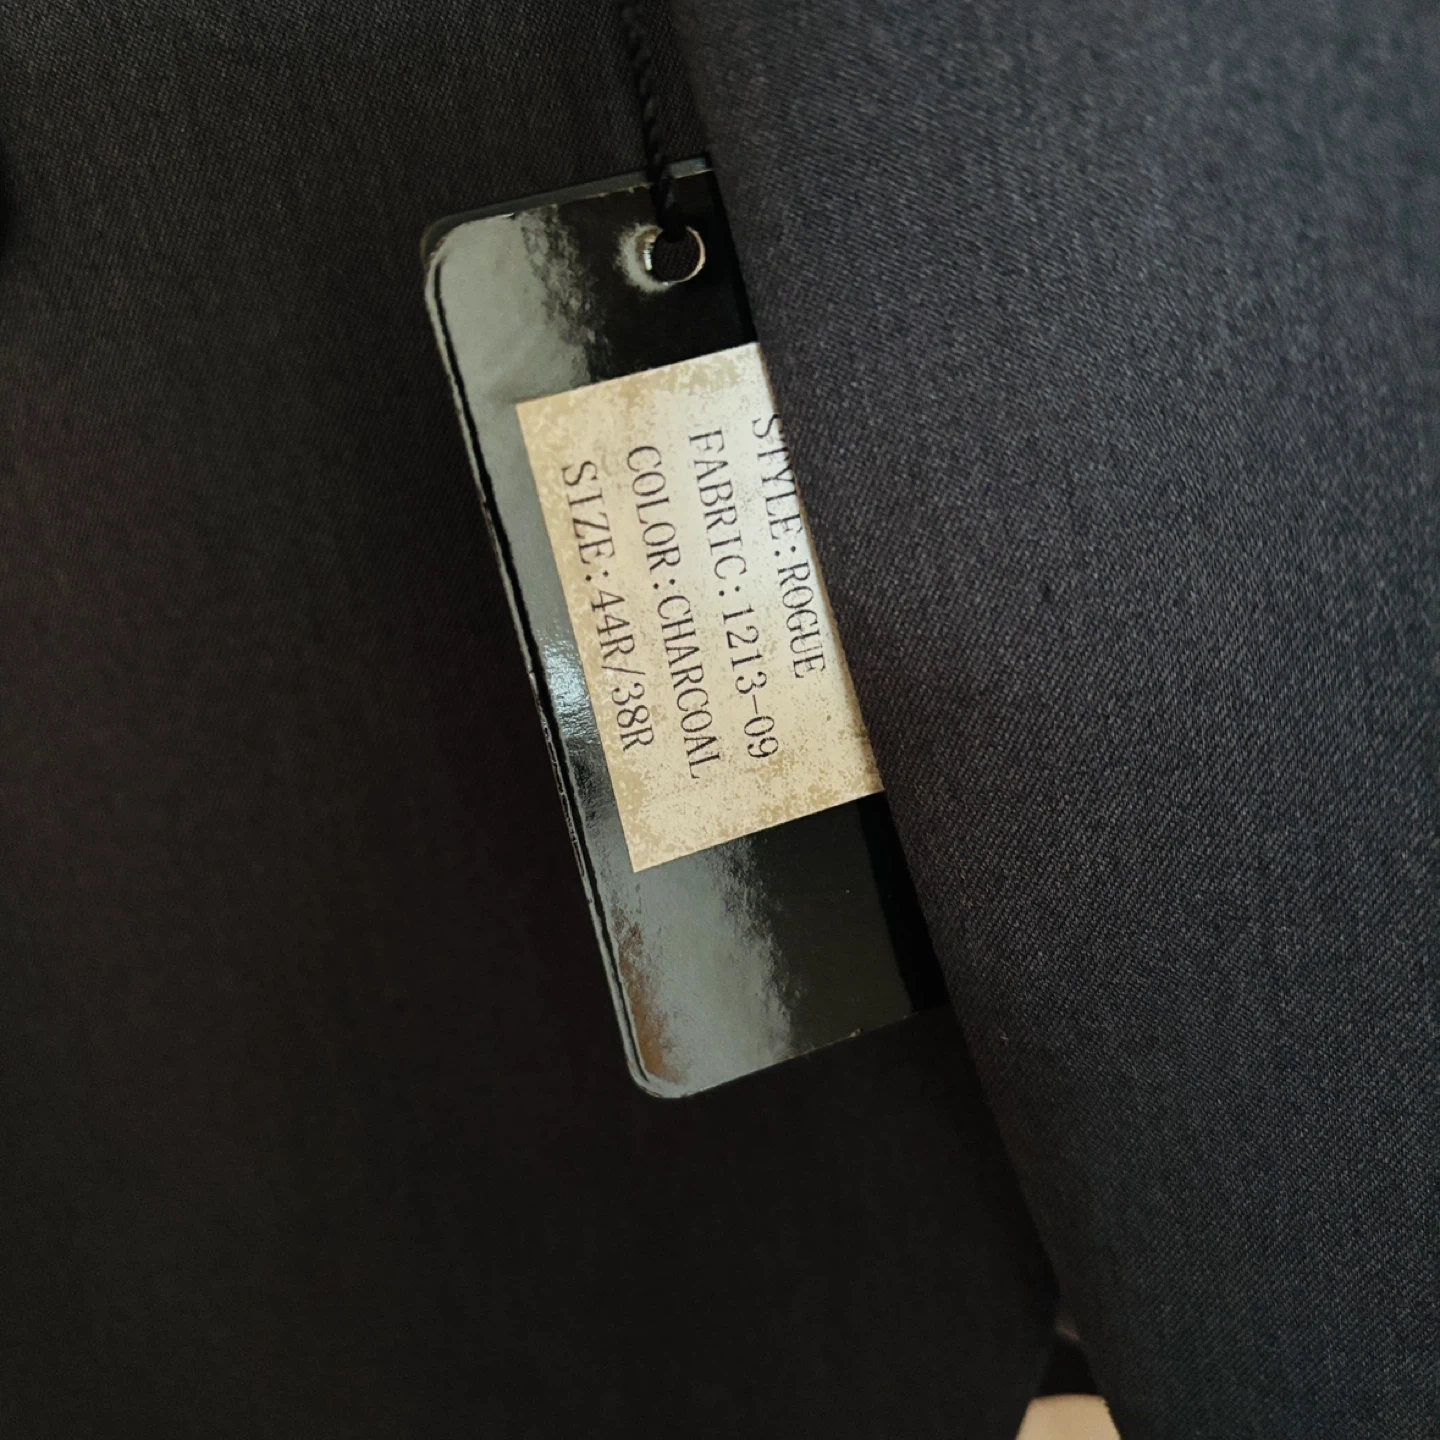 STYLE:ROGUE
FABRIC:1213-09
COLOR:CHARCOAL
SIZE:44R/38R